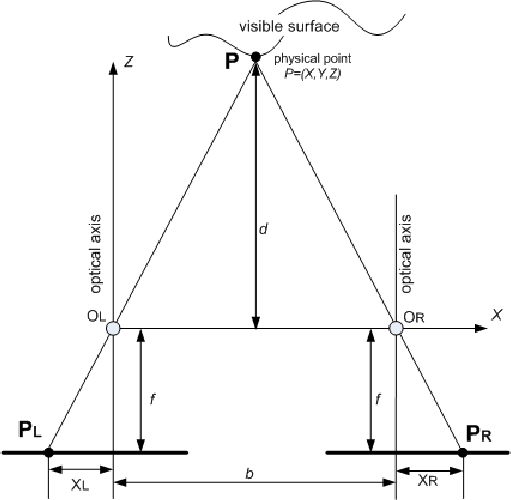 visible surface
P
physical point
P=(X,Y,Z)
Z
optical axis
optical axis
d
OL
OR
X
f
f
PL
PR
XL
b
XR